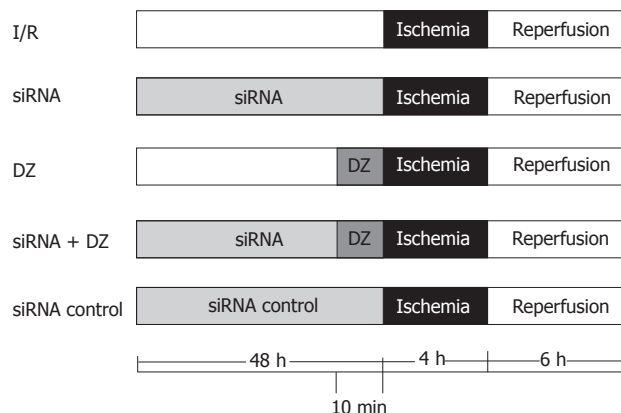 I/R Ischemia Reperfusion
siRNA siRNA Ischemia Reperfusion
DZ DZ Ischemia Reperfusion
siRNA + DZ siRNA DZ Ischemia Reperfusion
siRNA control siRNA control Ischemia Reperfusion
48 h 4 h 6 h
10 min